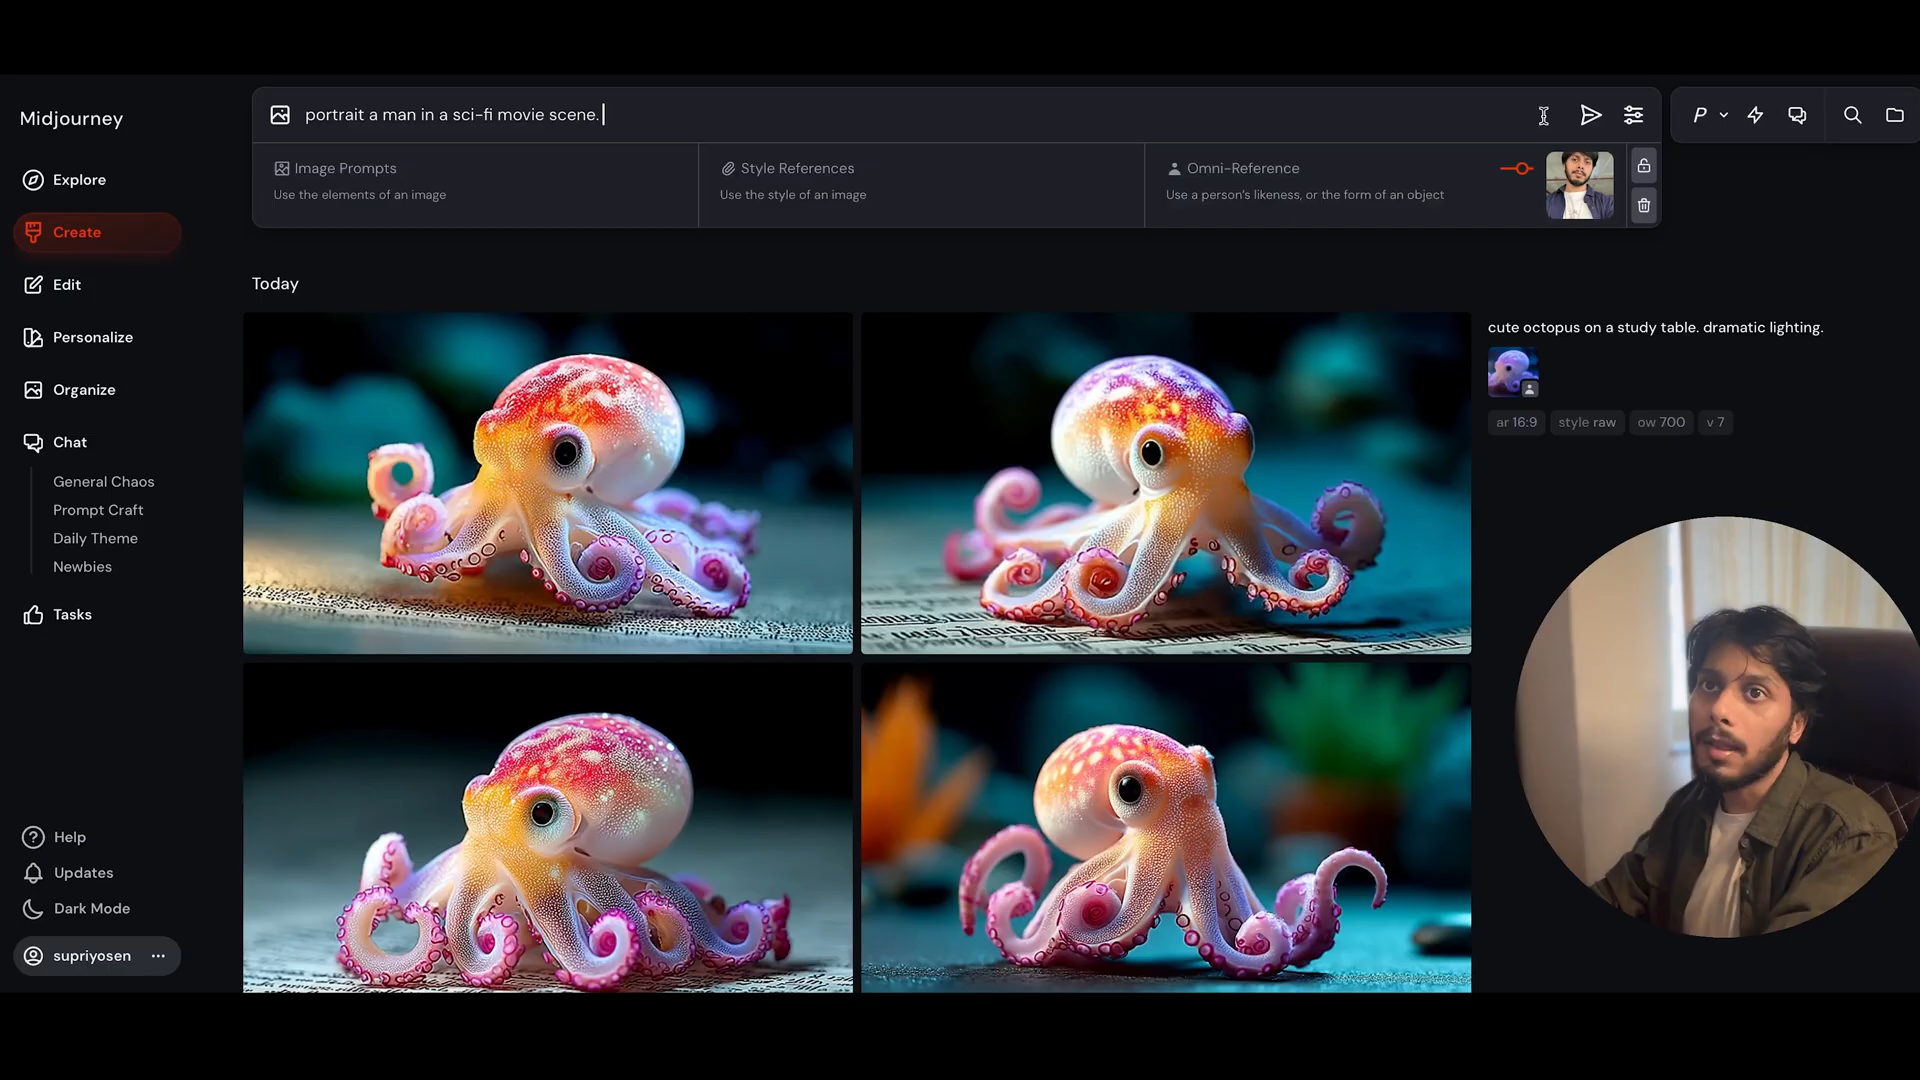 Midjourney
portrait a man in a sci-fi movie scene.
P
Image Prompts
Use the elements of an image
Style References
Use the style of an image
Omni-Reference
Use a person's likeness, or the form of an object
Explore
Create
Edit
Personalize
Organize
Chat
General Chaos
Prompt Craft
Daily Theme
Newbies
Tasks
Help
Updates
Dark Mode
supriyosen
Today
cute octopus on a study table. dramatic lighting.
ar 16:9 style raw ow 700 v 7